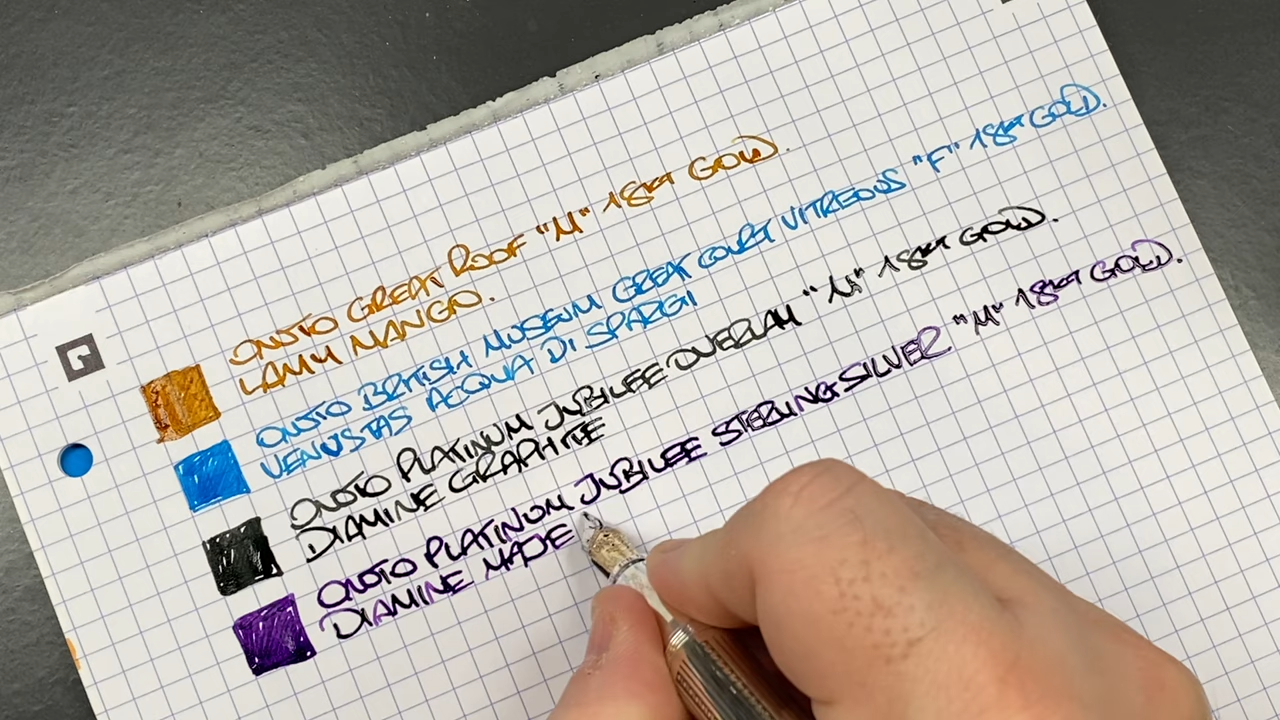 ONOTO GREAT ROOF "M" 18KT GOLD.
LAMY MANGO.
ONOTO BRITISH MUSEUM GREAT COURT VITREOUS "F" 18KT GOLD.
VENVSTAS ACQUA DI SPARGI
ONOTO PLATINUM JUBILEE OVERLAY "M" 18KT GOLD.
DIAMINE GRAPHITE
ONOTO PLATINUM JUBILEE STERLING SILVER "M" 18KT GOLD.
DIAMINE MAJE